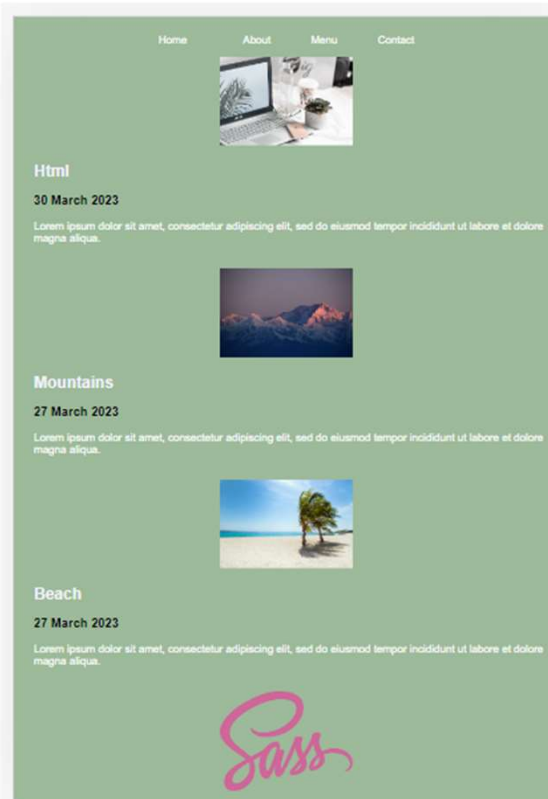 Home About Menu Contact
Html
30 March 2023
Lorem ipsum dolor sit amet, consectetur adipiscing elit, sed do eiusmod tempor incididunt ut labore et dolore
magna aliqua.
Mountains
27 March 2023
Lorem ipsum dolor sit amet, consectetur adipiscing elit, sed do eiusmod tempor incididunt ut labore et dolore
magna aliqua.
Beach
27 March 2023
Lorem ipsum dolor sit amet, consectetur adipiscing elit, sed do eiusmod tempor incididunt ut labore et dolore
magna aliqua.
Sass